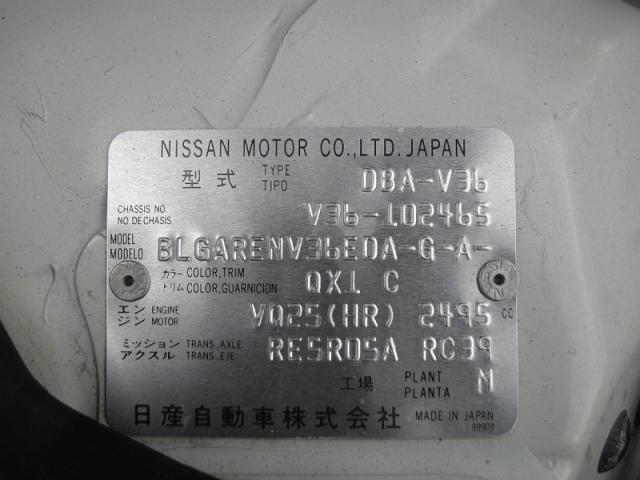 NISSAN MOTOR CO.,LTD. JAPAN
型式 TYPE TIPO DBA-V36
CHASSIS NO. NO.DE CHASIS V36-102465
MODEL MODELO BLGARENV36EDA-G-A-
カラー COLOR,TRIM トリム COLOR,GUARNICION QX1 C
エンジン ENGINE MOTOR VQ25(HR) 2495 CC
ミッション TRANS.,AXLE アクスル TRANS.,EJE RE5R05A RC39
工場 PLANT PLANTA M
日産自動車株式会社 MADE IN JAPAN
89909